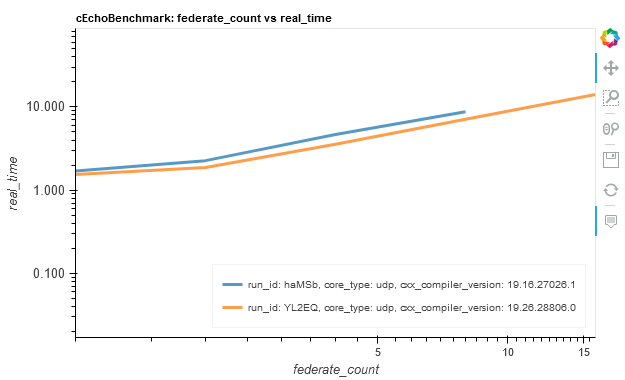 cEchoBenchmark: federate_count vs real_time
10.000
1.000
0.100
real_time
run_id: haMSb, core_type: udp, cxx_compiler_version: 19.16.27026.1
run_id: YL2EQ, core_type: udp, cxx_compiler_version: 19.26.28806.0
5
10
15
federate_count